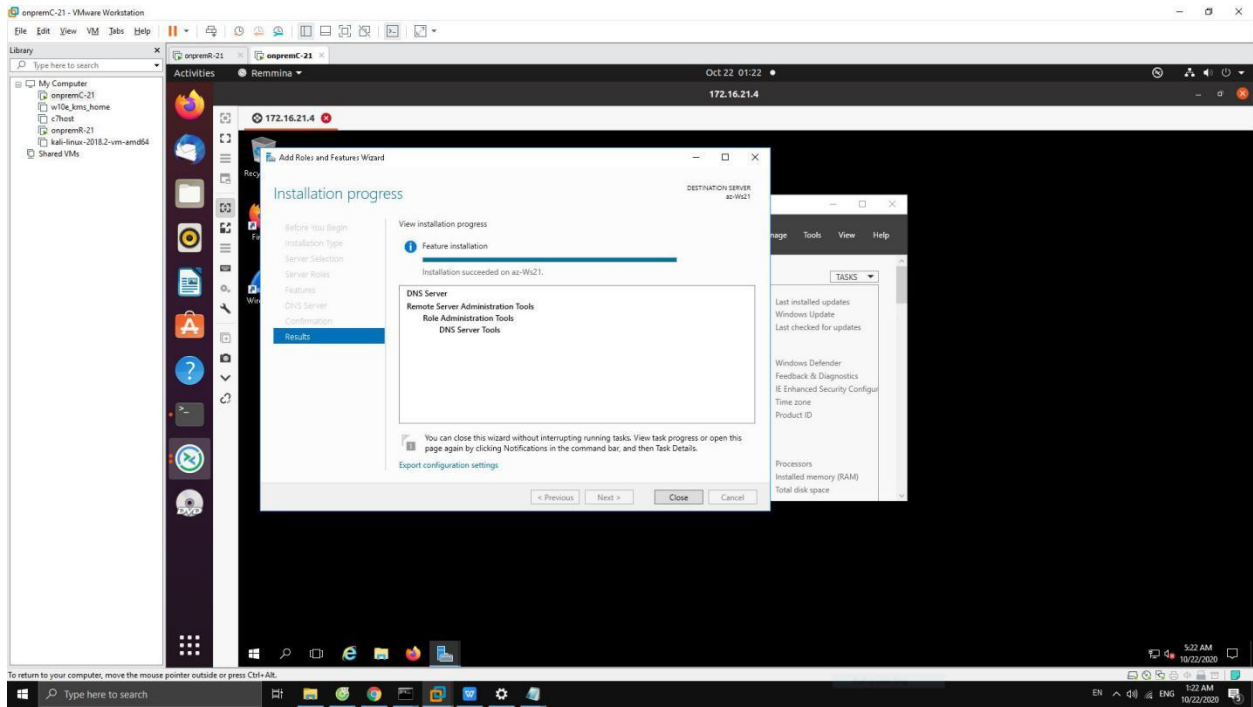 onpremC-21 - VMware Workstation
File Edit View VM Tabs Help
Library
Type here to search
My Computer
onpremC-21
w10e_kms_home
c7host
onpremR-21
kali-linux-2018.2-vm-amd64
Shared VMs
onpremR-21 onpremC-21
Activities Remmina Oct 22 01:22
172.16.21.4
172.16.21.4
Add Roles and Features Wizard
Installation progress
DESTINATION SERVER
az-Ws21
Before You Begin
Installation Type
Server Selection
Server Roles
Features
DNS Server
Confirmation
Results
View installation progress
Feature installation
Installation succeeded on az-Ws21.
DNS Server
Remote Server Administration Tools
Role Administration Tools
DNS Server Tools
You can close this wizard without interrupting running tasks. View task progress or open this
page again by clicking Notifications in the command bar, and then Task Details.
Export configuration settings
< Previous Next > Close Cancel
nage Tools View Help
TASKS
Last installed updates
Windows Update
Last checked for updates
Windows Defender
Feedback & Diagnostics
IE Enhanced Security Configur
Time zone
Product ID
Processors
Installed memory (RAM)
Total disk space
DVD
5:22 AM
10/22/2020
To return to your computer, move the mouse pointer outside or press Ctrl+Alt.
Type here to search
EN ENG
1:22 AM
10/22/2020